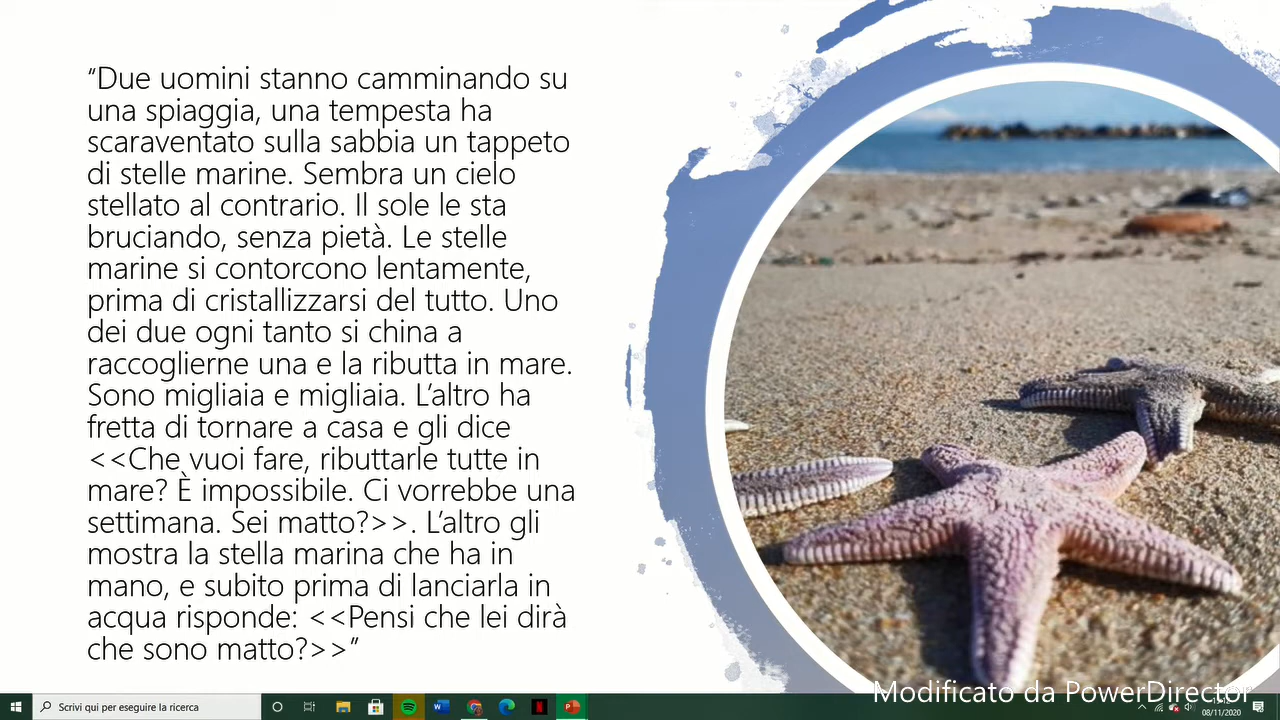 “Due uomini stanno camminando su
una spiaggia, una tempesta ha
scaraventato sulla sabbia un tappeto
di stelle marine. Sembra un cielo
stellato al contrario. Il sole le sta
bruciando, senza pietà. Le stelle
marine si contorcono lentamente,
prima di cristallizzarsi del tutto. Uno
dei due ogni tanto si china a
raccoglierne una e la ributta in mare.
Sono migliaia e migliaia. L’altro ha
fretta di tornare a casa e gli dice
<<Che vuoi fare, ributtarle tutte in
mare? È impossibile. Ci vorrebbe una
settimana. Sei matto?>>. L’altro gli
mostra la stella marina che ha in
mano, e subito prima di lanciarla in
acqua risponde: <<Pensi che lei dirà
che sono matto?>>”
Modificato da PowerDirector
Scrivi qui per eseguire la ricerca
08/11/2020